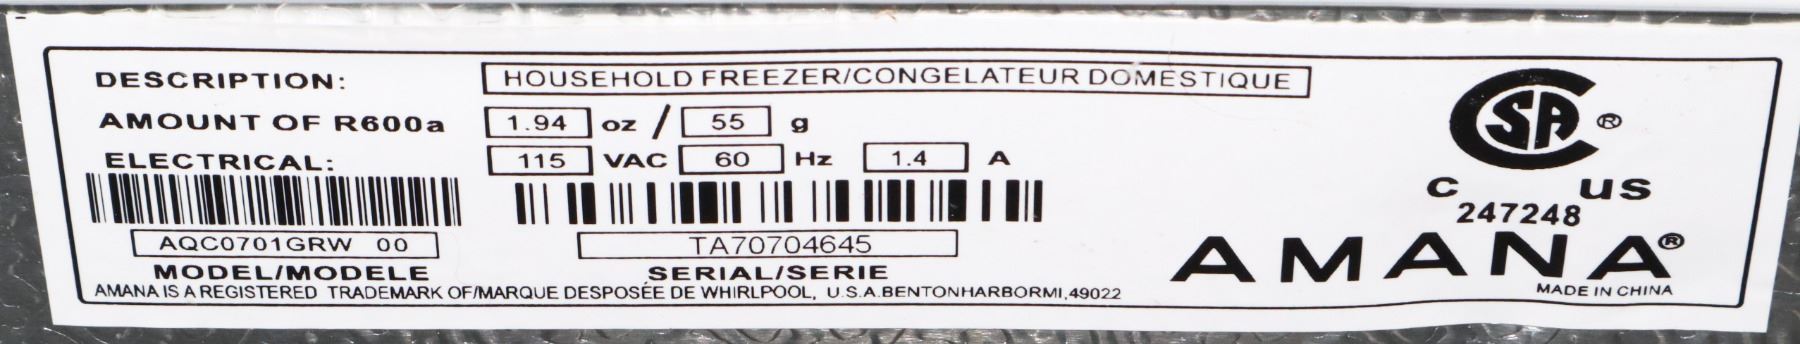 DESCRIPTION: HOUSEHOLD FREEZER/CONGELATEUR DOMESTIQUE
AMOUNT OF R600a 1.94 oz / 55 g
ELECTRICAL: 115 VAC 60 Hz 1.4 A
AQC0701GRW 00
MODEL/MODELE
TA70704645
SERIAL/SERIE
AMANA IS A REGISTERED TRADEMARK OF/MARQUE DESPOSÉE DE WHIRLPOOL, U.S.A.BENTONHARBORMI,49022
CSA ®
C US
247248
AMANA®
MADE IN CHINA